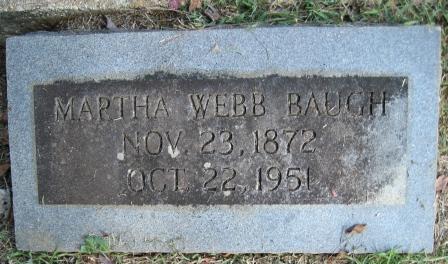 MARTHA WEBB BAUGH
NOV. 23, 1872
OCT. 22, 1951